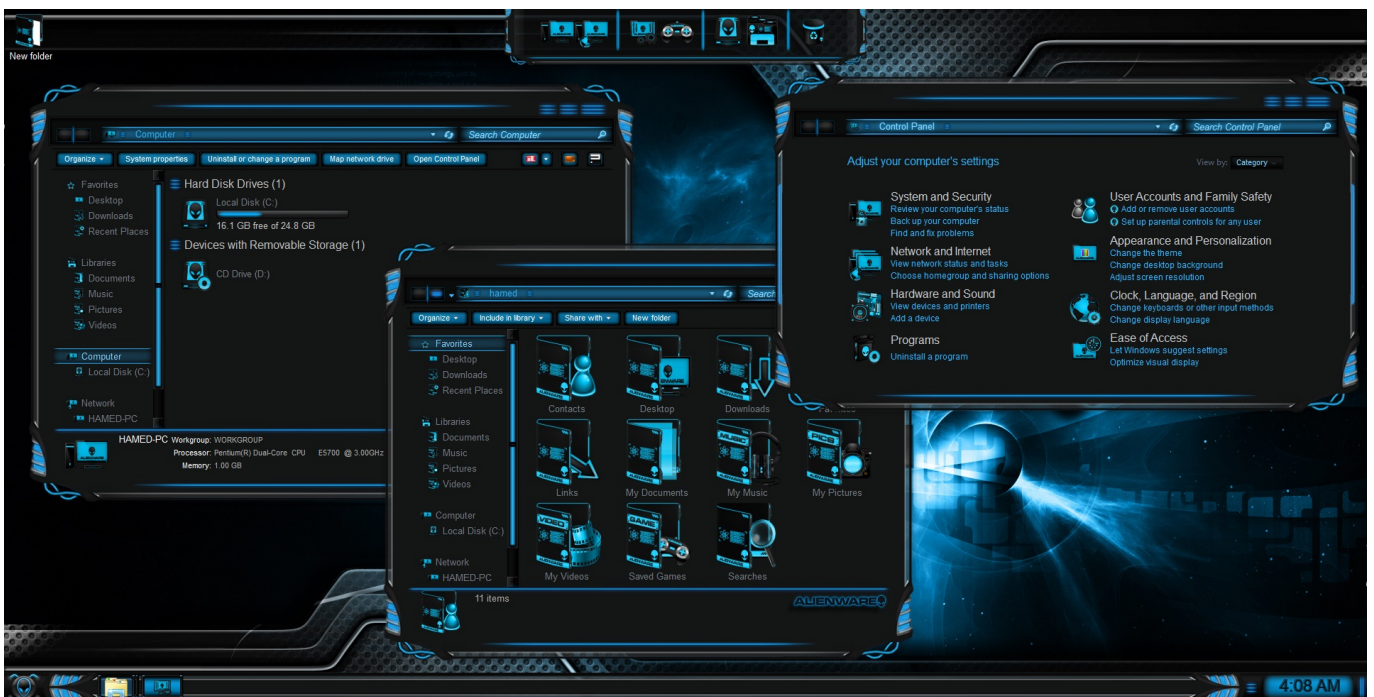 New folder
Computer
Search Computer
Organize
System properties
Uninstall or change a program
Map network drive
Open Control Panel
Favorites
Desktop
Downloads
Recent Places
Libraries
Documents
Music
Pictures
Videos
Computer
Local Disk (C:)
Network
HAMED-PC
Hard Disk Drives (1)
Local Disk (C:)
16.1 GB free of 24.8 GB
Devices with Removable Storage (1)
CD Drive (D:)
HAMED-PC Workgroup: WORKGROUP
Processor: Pentium(R) Dual-Core CPU E5700 @ 3.00GHz
Memory: 1.00 GB
hamed
Search
Organize
Include in library
Share with
New folder
Favorites
Desktop
Downloads
Recent Places
Libraries
Documents
Music
Pictures
Videos
Computer
Local Disk (C:)
Network
HAMED-PC
Contacts
Desktop
Downloads
Links
My Documents
MUSIC
My Music
PICS
My Pictures
VIDEO
My Videos
GAME
Saved Games
Searches
11 items
ALIENWARE
Control Panel
Search Control Panel
Adjust your computer's settings
View by: Category
System and Security
Review your computer's status
Back up your computer
Find and fix problems
Network and Internet
View network status and tasks
Choose homegroup and sharing options
Hardware and Sound
View devices and printers
Add a device
Programs
Uninstall a program
User Accounts and Family Safety
Add or remove user accounts
Set up parental controls for any user
Appearance and Personalization
Change the theme
Change desktop background
Adjust screen resolution
Clock, Language, and Region
Change keyboards or other input methods
Change display language
Ease of Access
Let Windows suggest settings
Optimize visual display
4:08 AM